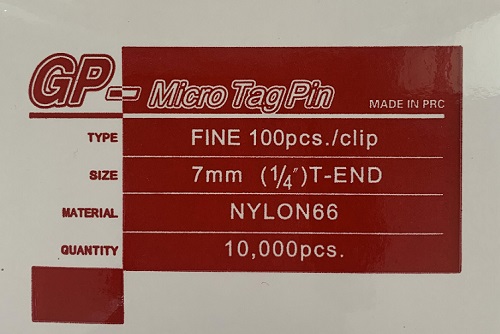 GP- Micro Tag Pin MADE IN PRC
TYPE FINE 100pcs./clip
SIZE 7mm (1/4")T-END
MATERIAL NYLON66
QUANTITY 10,000pcs.